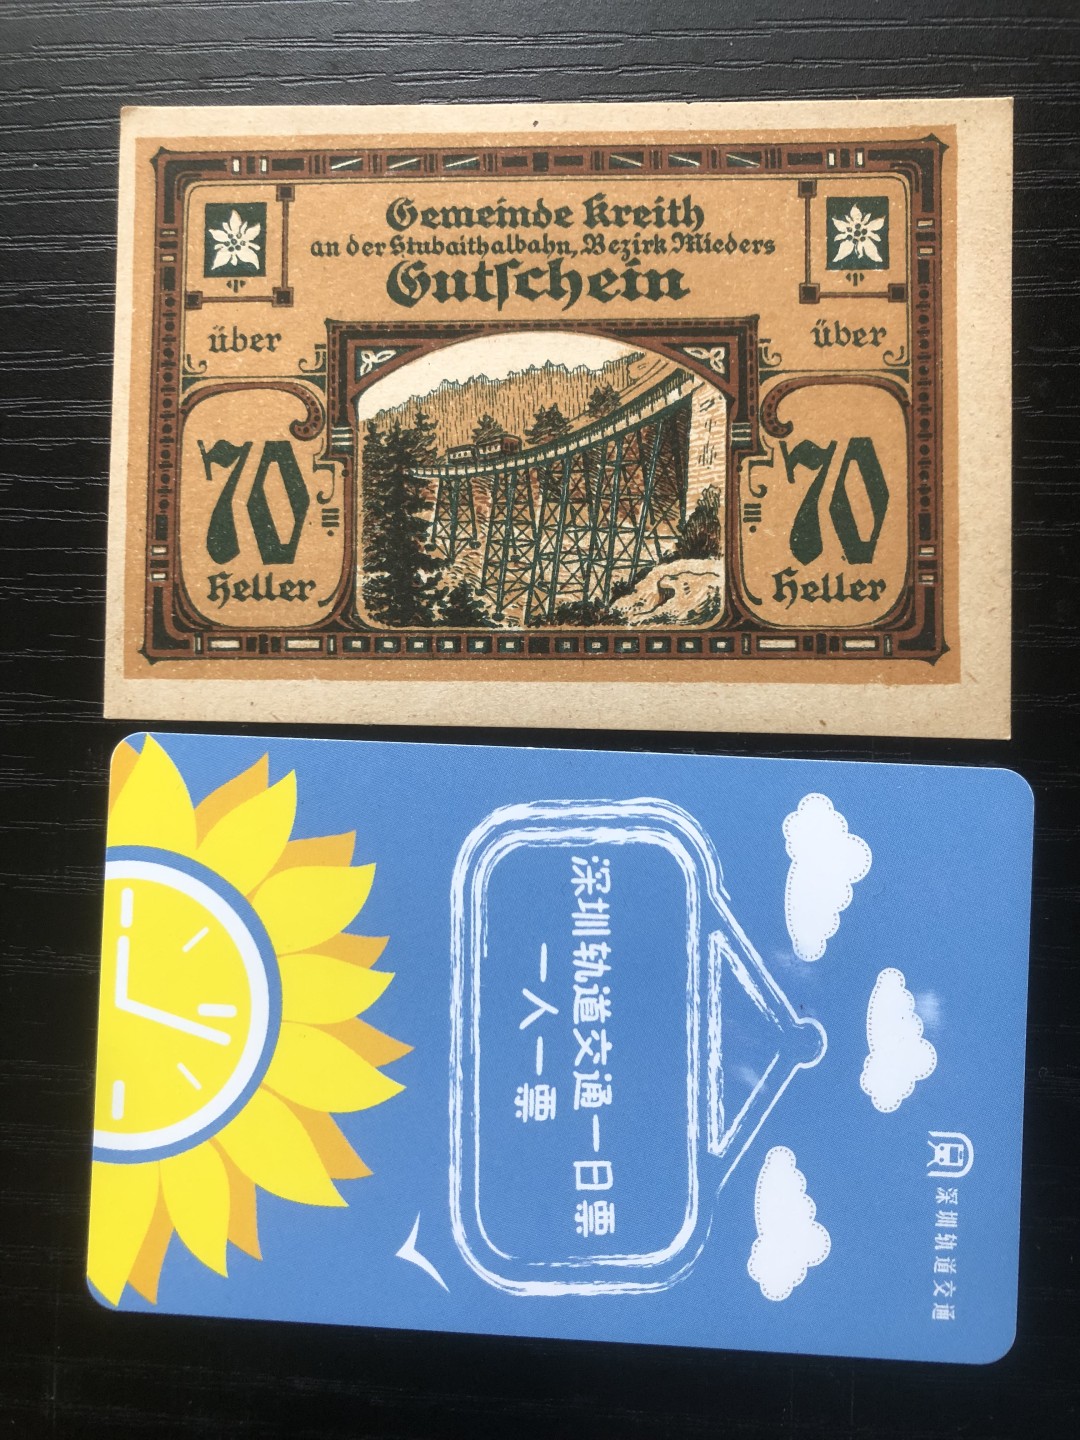 Gemeinde Kreith
an der Stubaithalbahn, Bezirk Mieders
Gutschein
über
über
70
Heller
70
Heller
深圳轨道交通一日票
一人一票
深圳轨道交通